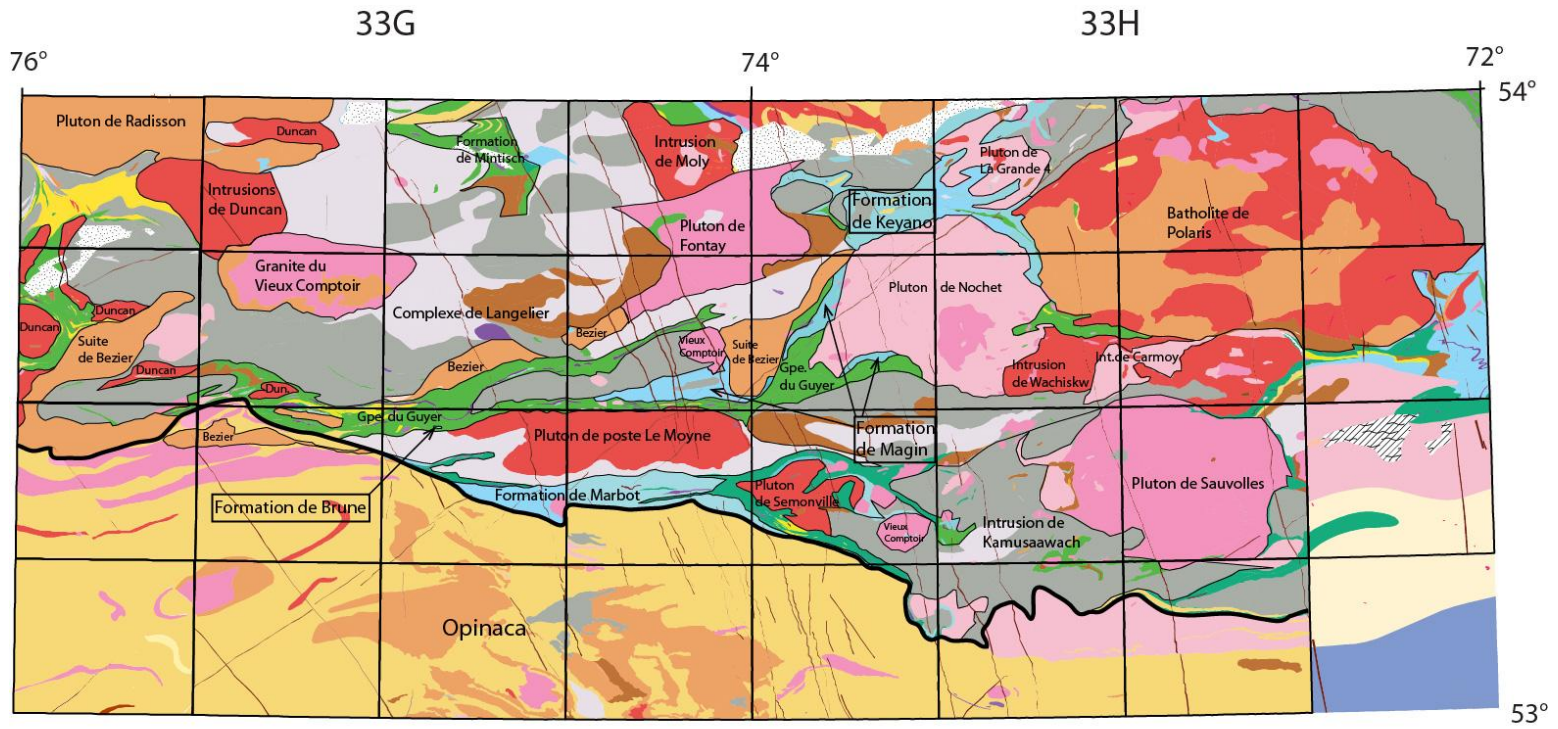 33G
33H
76°
74°
72°
54°
Pluton de Radisson
Duncan
Formation
de Mintisch
Intrusion
de Moly
Pluton de
La Grande 4
Intrusions
de Duncan
Formation
de Keyano
Pluton de
Fontay
Batholite de
Polaris
Granite du
Vieux Comptoir
Pluton de Nochet
Complexe de Langelier
Duncan
Duncan
Bezier
Suite
de Bezier
Vieux
Comptoir
Suite
de Bezier
Int.de Carmoy
Duncan
Bezier
Gpe.
du Guyer
Intrusion
de Wachiskw
Dun.
Gpe. du Guyer
Bezier
Pluton de poste Le Moyne
Formation
de Magin
Pluton de Sauvolles
Formation de Marbot
Pluton
de Semonville
Formation de Brune
Vieux
Comptoir
Intrusion de
Kamusaawach
Opinaca
53°